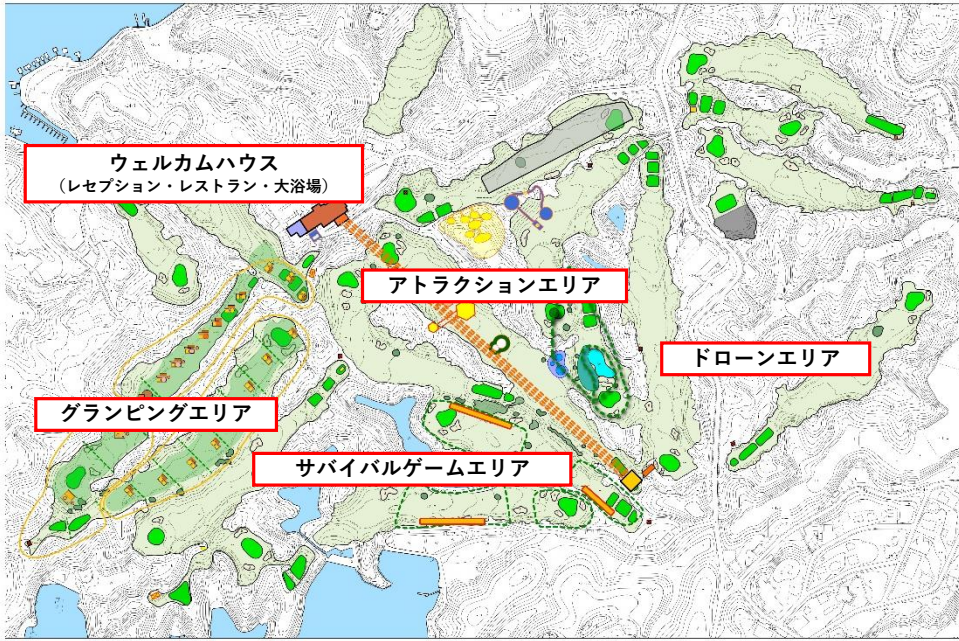 ウェルカムハウス
（レセプション・レストラン・大浴場）
アトラクションエリア
ドローンエリア
グランピングエリア
サバイバルゲームエリア